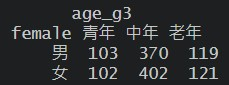 age_g3
female 青年 中年 老年
男 103 370 119
女 102 402 121